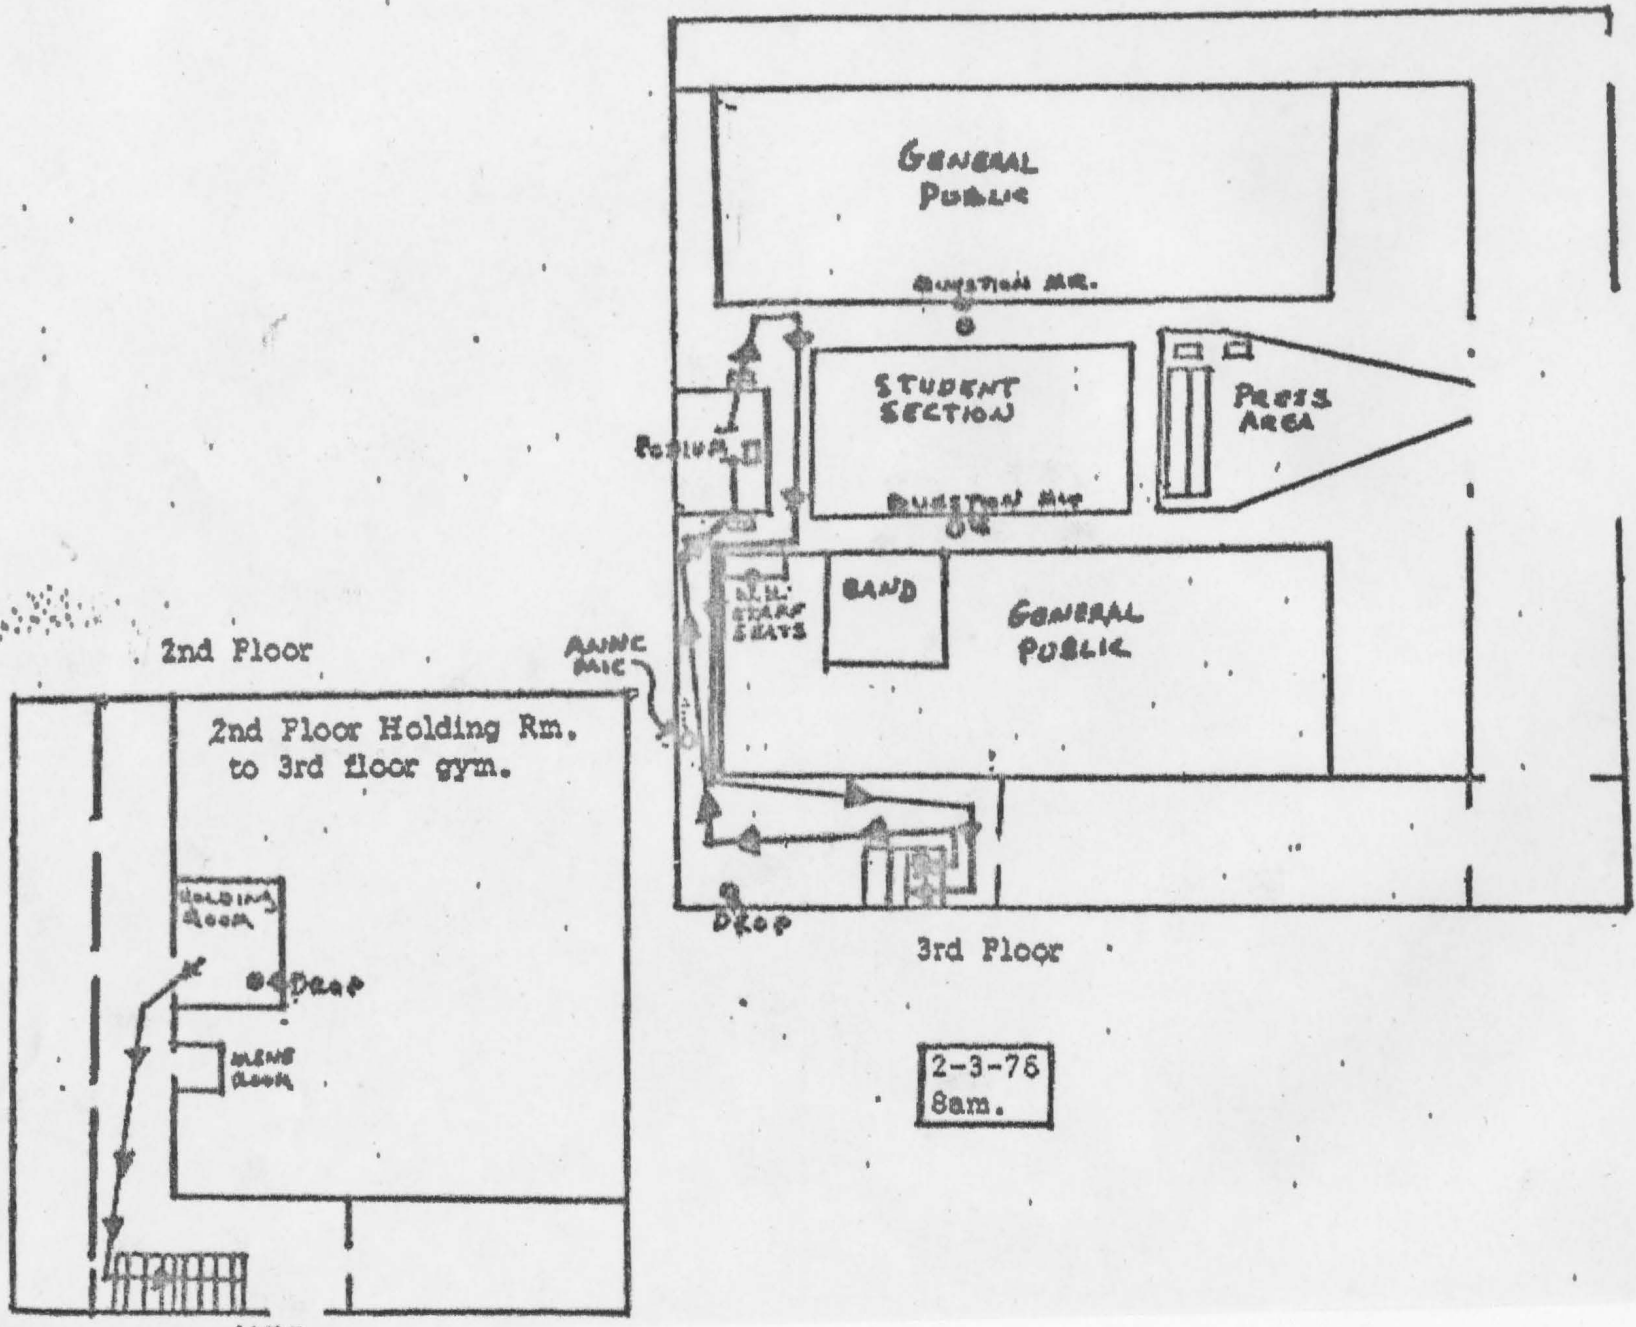 GENERAL
PUBLIC
QUESTION MIC.
STUDENT
SECTION
PRESS
AREA
PODIUM
QUESTION MIC
W.H.
STAFF
SEATS
BAND
GENERAL
PUBLIC
ANNC
MIC
2nd Floor
2nd Floor Holding Rm.
to 3rd floor gym.
HOLDING
ROOM
DROP
MENS
ROOM
DROP
3rd Floor
2-3-76
8am.